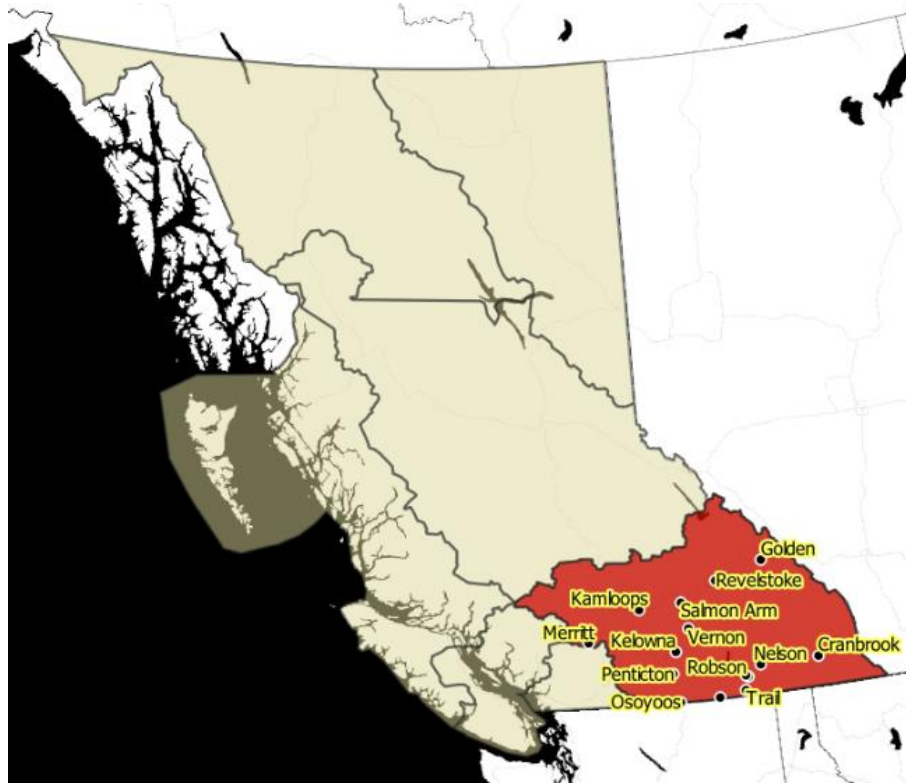 Golden
Revelstoke
Kamloops
Salmon Arm
Merritt
Kelowna
Vernon
Cranbrook
Nelson
Penticton
Robson
Osoyoos
Trail